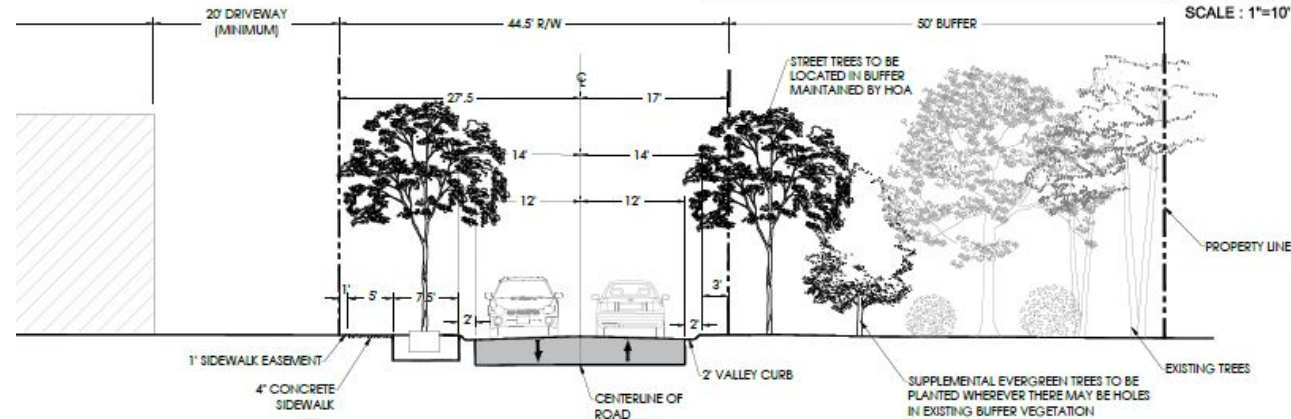 20' DRIVEWAY
(MINIMUM)
44.5' R/W
50' BUFFER
SCALE : 1"=10'
STREET TREES TO BE
LOCATED IN BUFFER
MAINTAINED BY HOA
℄
27'.5
17'
14'
14'
12'
12'
PROPERTY LINE
1'
5'
7.5'
2'
2'
3'
1' SIDEWALK EASEMENT
4" CONCRETE
SIDEWALK
CENTERLINE OF
ROAD
2' VALLEY CURB
SUPPLEMENTAL EVERGREEN TREES TO BE
PLANTED WHEREVER THERE MAY BE HOLES
IN EXISTING BUFFER VEGETATION
EXISTING TREES